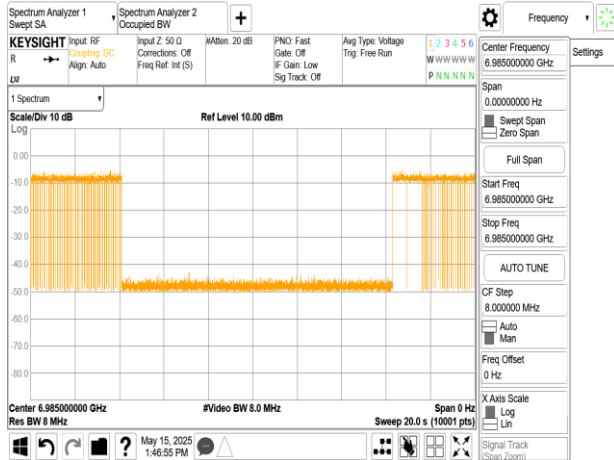 Spectrum Analyzer 1
Swept SA
Spectrum Analyzer 2
Occupied BW
+
Frequency
KEYSIGHT
R
Input: RF
Coupling: DC
Align: Auto
Input Z: 50 Ω
Corrections: Off
Freq Ref: Int (S)
#Atten: 20 dB
PNO: Fast
Gate: Off
IF Gain: Low
Sig Track: Off
Avg Type: Voltage
Trig: Free Run
1 2 3 4 5 6
W W W W W W
P N N N N N
LXI
1 Spectrum
Scale/Div 10 dB
Ref Level 10.00 dBm
Log
0.00
-10.0
-20.0
-30.0
-40.0
-50.0
-60.0
-70.0
-80.0
Center 6.985000000 GHz
#Video BW 8.0 MHz
Span 0 Hz
Res BW 8 MHz
Sweep 20.0 s (10001 pts)
?
May 15, 2025
1:46:55 PM
Center Frequency
6.985000000 GHz
Span
0.00000000 Hz
Swept Span
Zero Span
Full Span
Start Freq
6.985000000 GHz
Stop Freq
6.985000000 GHz
AUTO TUNE
CF Step
8.000000 MHz
Auto
Man
Freq Offset
0 Hz
X Axis Scale
Log
Lin
Signal Track
(Span Zoom)
Settings